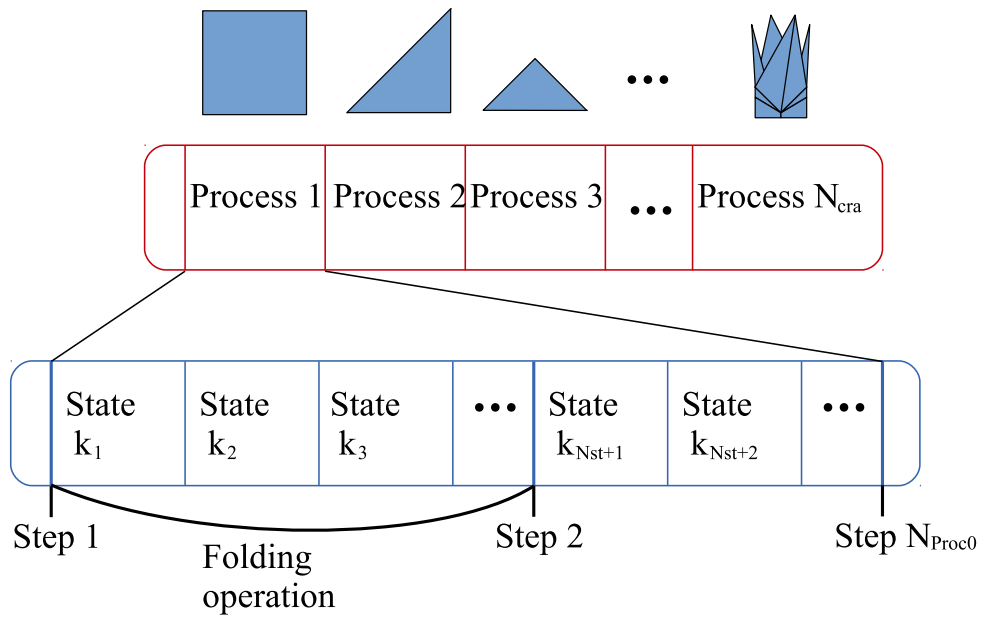 Process 1 Process 2 Process 3 ••• Process Ncra
•••
State State State ••• State State •••
k1 k2 k3 kNst+1 kNst+2
Step 1 Step 2 Step NProc0
Folding
operation